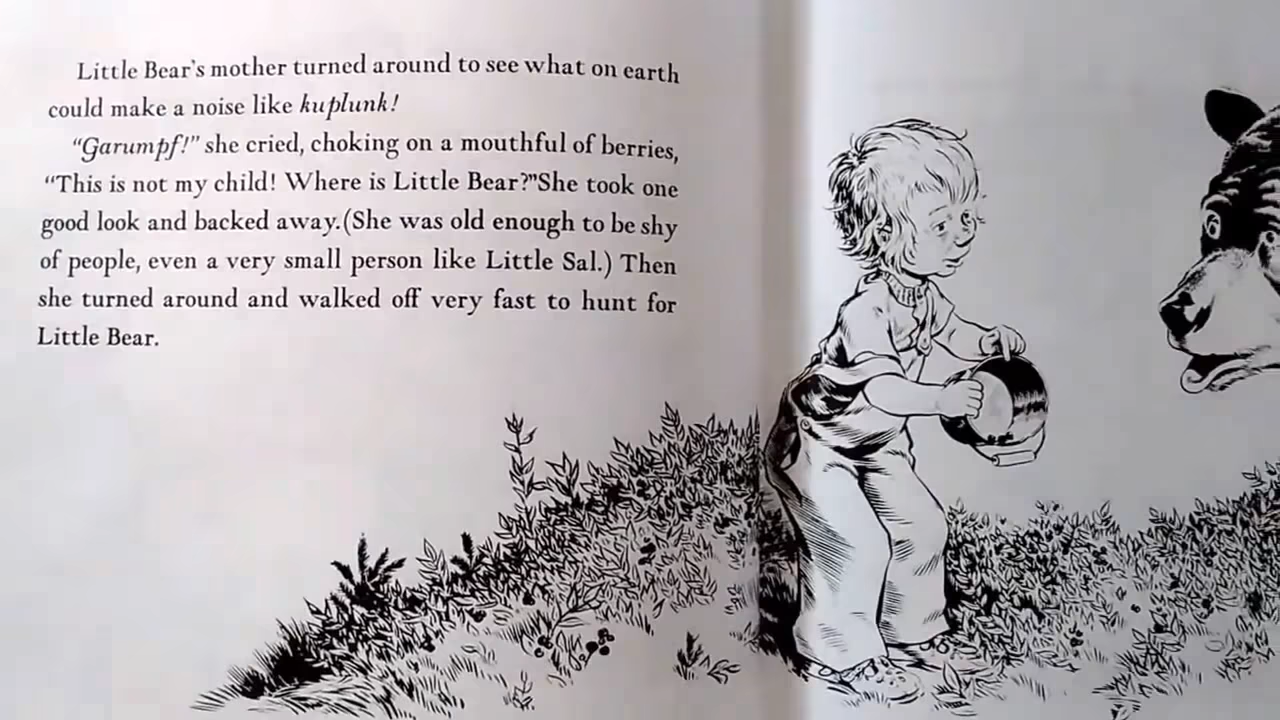 Little Bear's mother turned around to see what on earth
could make a noise like kuplunk!
"Garumpf!" she cried, choking on a mouthful of berries,
"This is not my child! Where is Little Bear?"She took one
good look and backed away.(She was old enough to be shy
of people, even a very small person like Little Sal.) Then
she turned around and walked off very fast to hunt for
Little Bear.